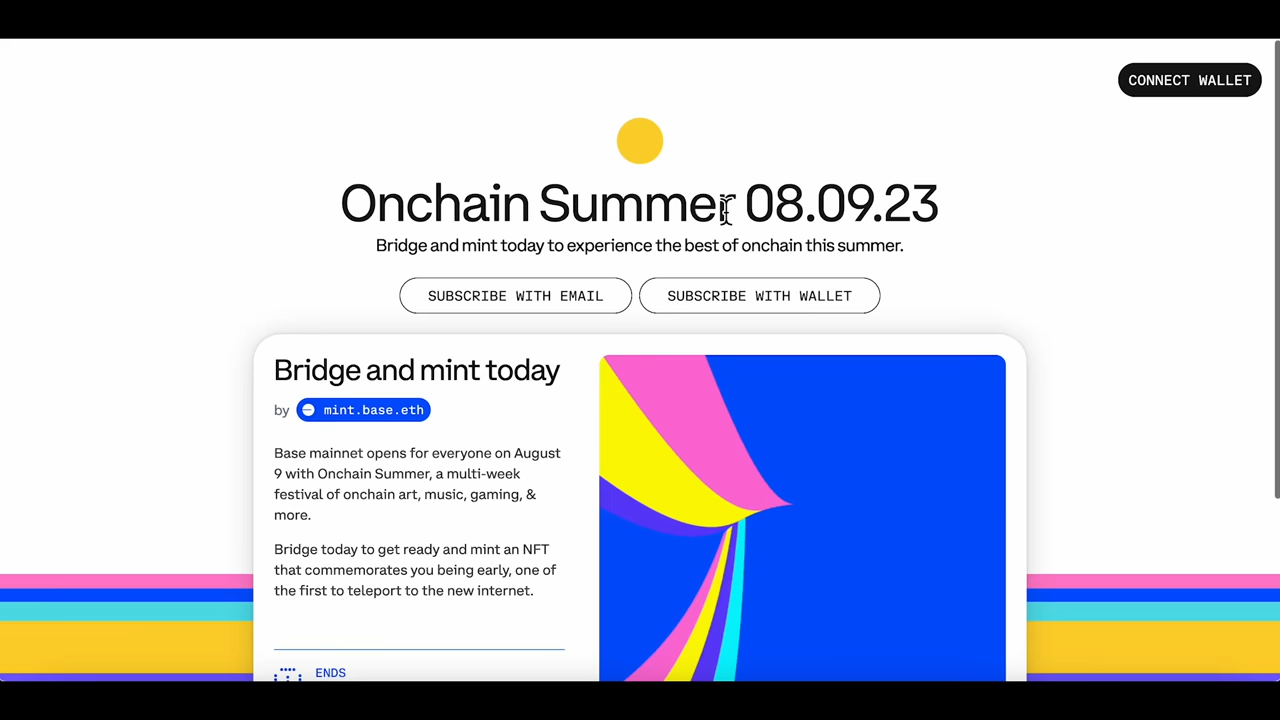 CONNECT WALLET
Onchain Summer 08.09.23
Bridge and mint today to experience the best of onchain this summer.
SUBSCRIBE WITH EMAIL
SUBSCRIBE WITH WALLET
Bridge and mint today
by mint.base.eth
Base mainnet opens for everyone on August
9 with Onchain Summer, a multi-week
festival of onchain art, music, gaming, &
more.
Bridge today to get ready and mint an NFT
that commemorates you being early, one of
the first to teleport to the new internet.
ENDS